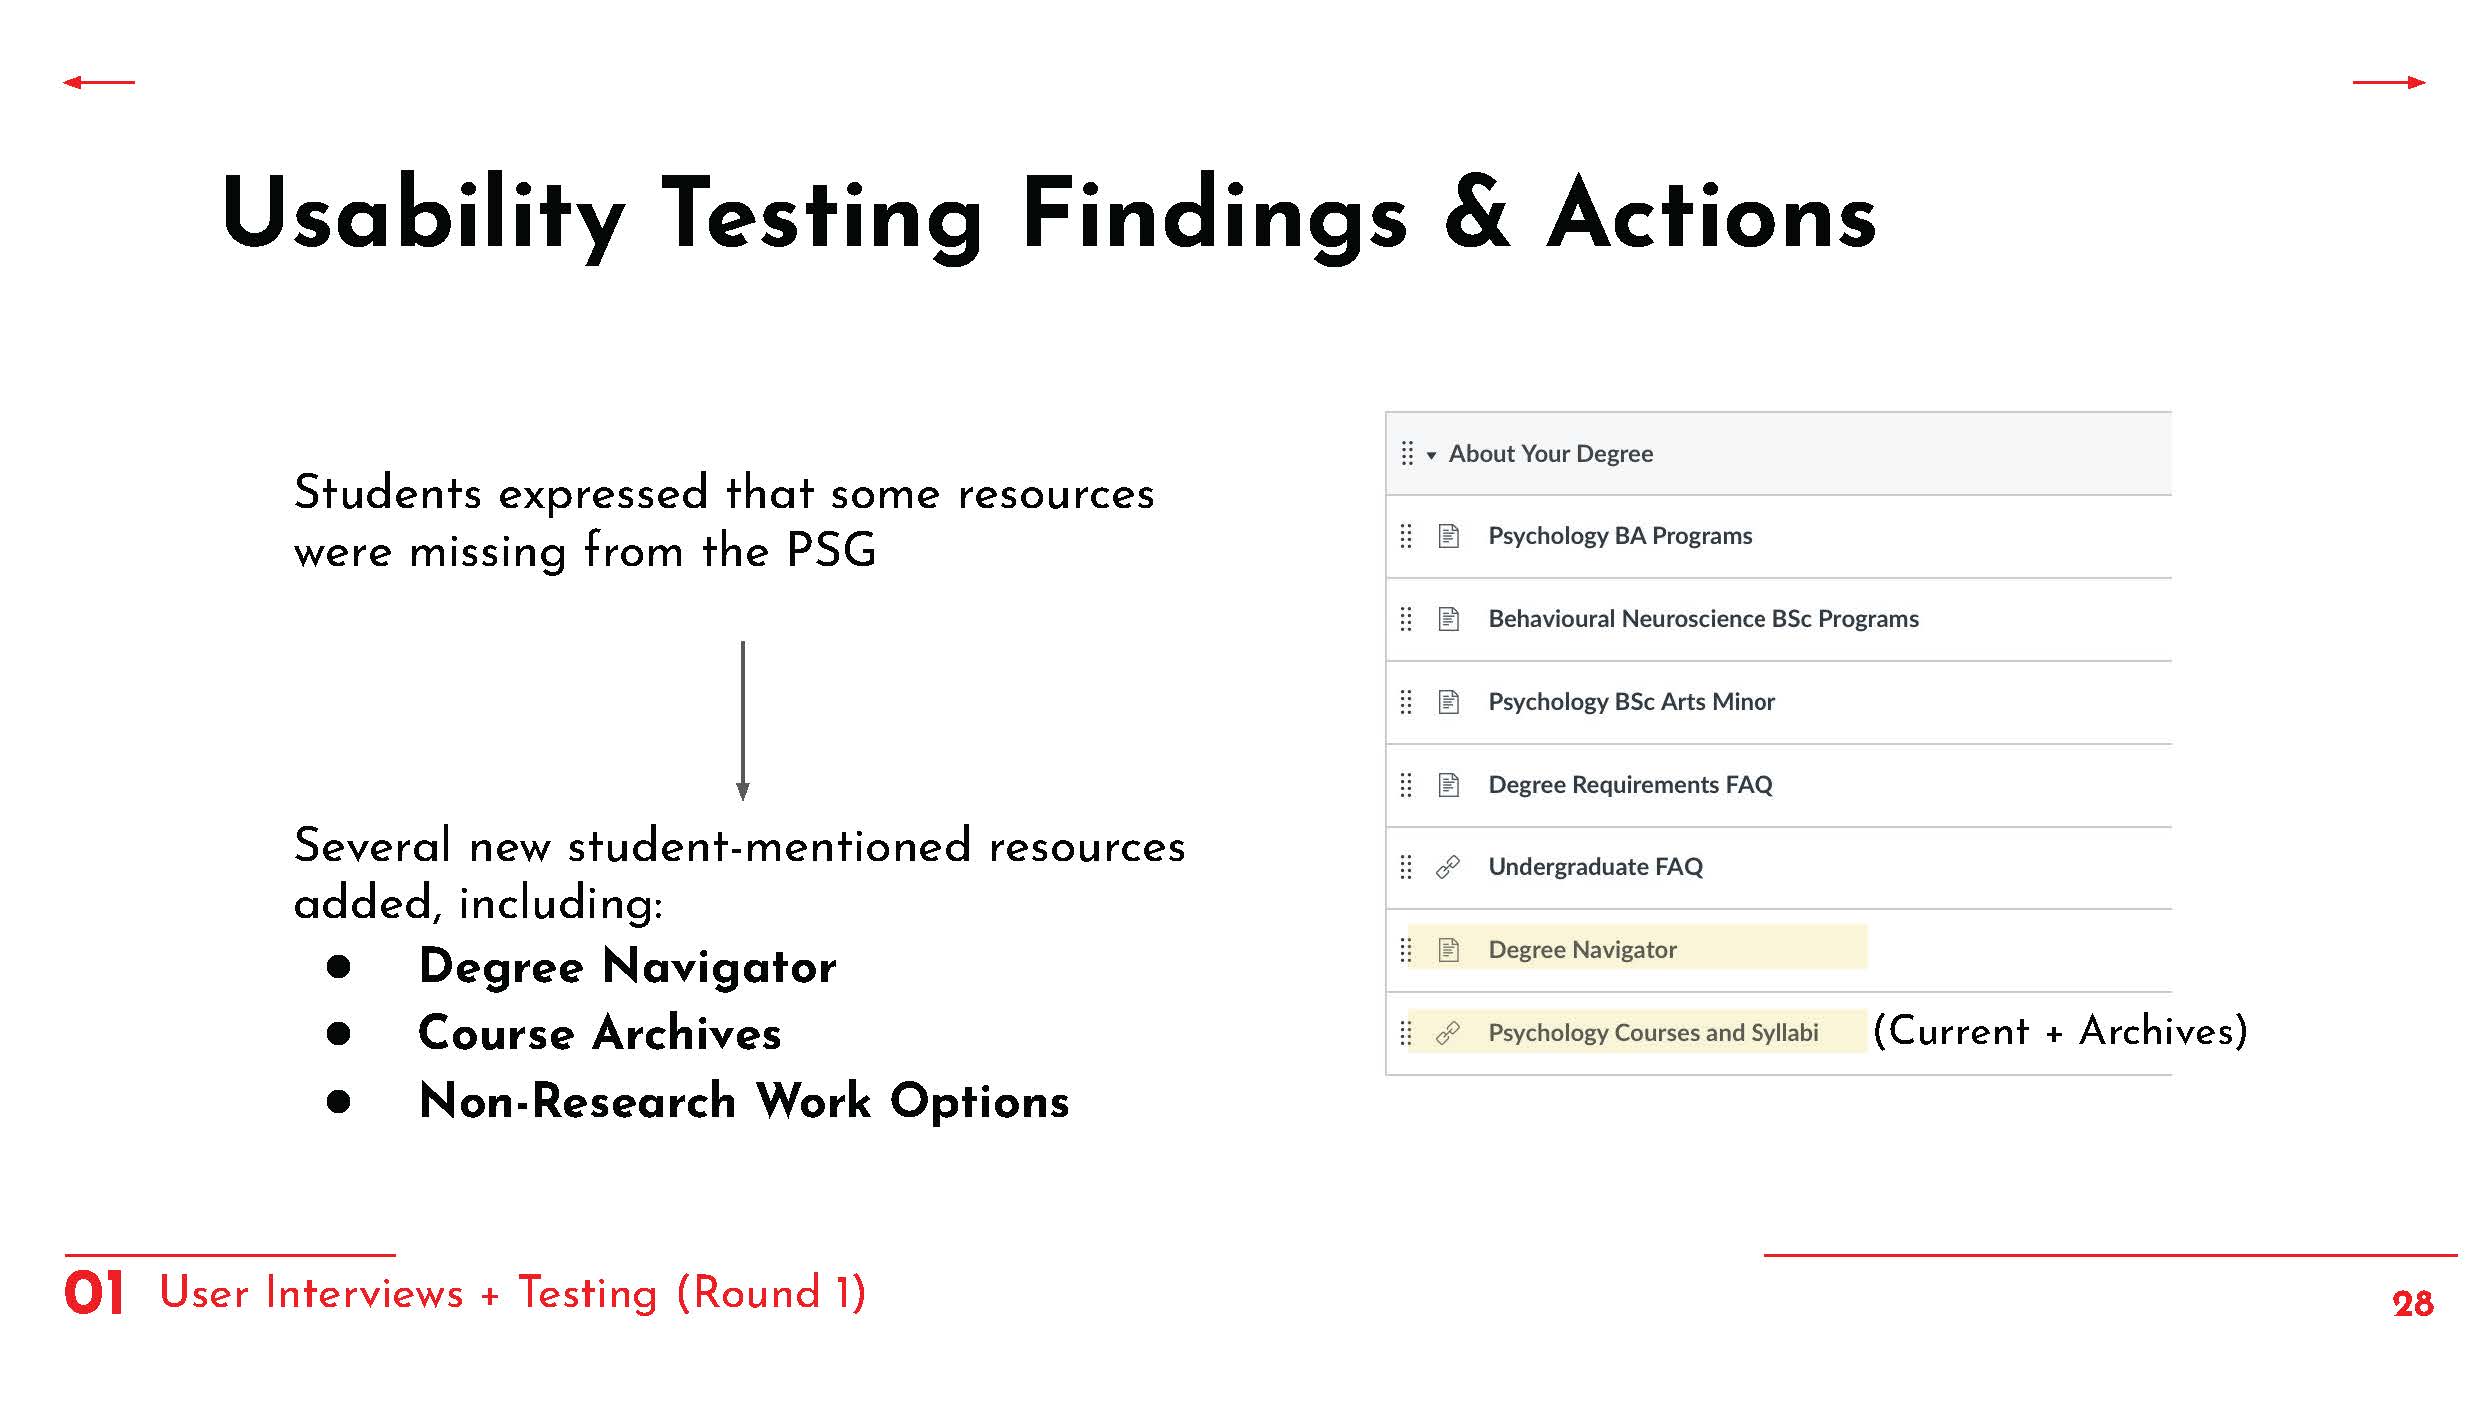 Usability Testing Findings & Actions
Students expressed that some resources
were missing from the PSG
Several new student-mentioned resources
added, including:
● Degree Navigator
● Course Archives
● Non-Research Work Options
About Your Degree
Psychology BA Programs
Behavioural Neuroscience BSc Programs
Psychology BSc Arts Minor
Degree Requirements FAQ
Undergraduate FAQ
Degree Navigator
Psychology Courses and Syllabi (Current + Archives)
01 User Interviews + Testing (Round 1)
28